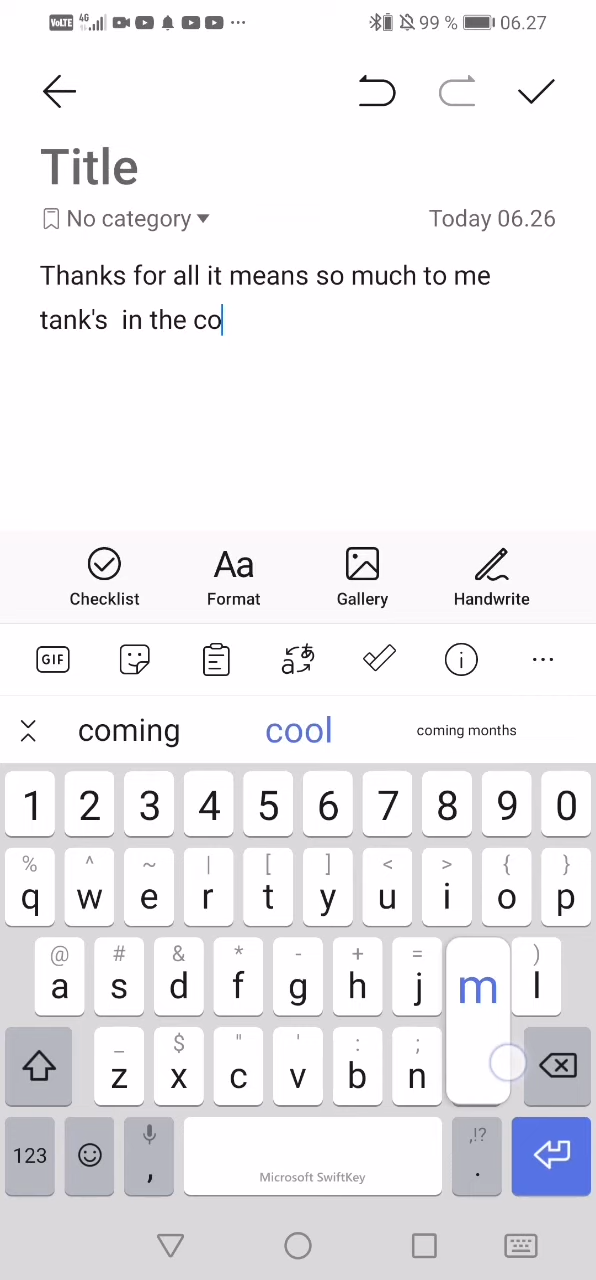 VoLTE 4G 99 % 06.27
Title
No category Today 06.26
Thanks for all it means so much to me
tank's  in the co
Checklist Format Gallery Handwrite
GIF
coming cool coming months
1 2 3 4 5 6 7 8 9 0
% ^ ~ | [ ] < > { }
q w e r t y u i o p
@ # & * - + = )
a s d f g h j m l
_ $ " ' : ;
z x c v b n
123 , Microsoft SwiftKey ,!? .